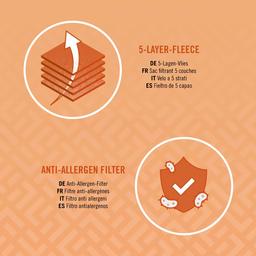 5-LAYER-FLEECE
DE 5-Lagen-Vlies
FR Sac filtrant 5 couches
IT Velo a 5 strati
ES Fieltro de 5 capas
ANTI-ALLERGEN FILTER
DE Anti-Allergen-Filter
FR Filtre anti-allergènes
IT Filtro anti allergeni
ES Filtro antialergenos